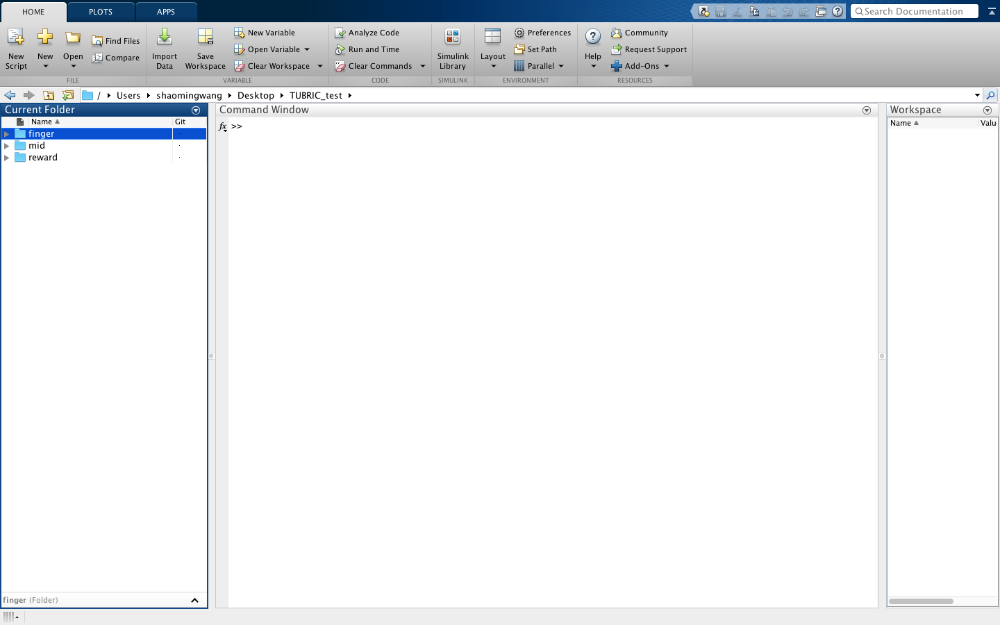 HOME PLOTS APPS Search Documentation
New Script
New
Open
Find Files
Compare
FILE
Import Data
Save Workspace
New Variable
Open Variable
Clear Workspace
VARIABLE
Analyze Code
Run and Time
Clear Commands
CODE
Simulink Library
SIMULINK
Layout
Preferences
Set Path
Parallel
ENVIRONMENT
Help
Community
Request Support
Add-Ons
RESOURCES
/ Users shaomingwang Desktop TUBRIC_test
Current Folder
Name Git
finger
mid
reward
finger (Folder)
Command Window
fx >>
Workspace
Name Valu